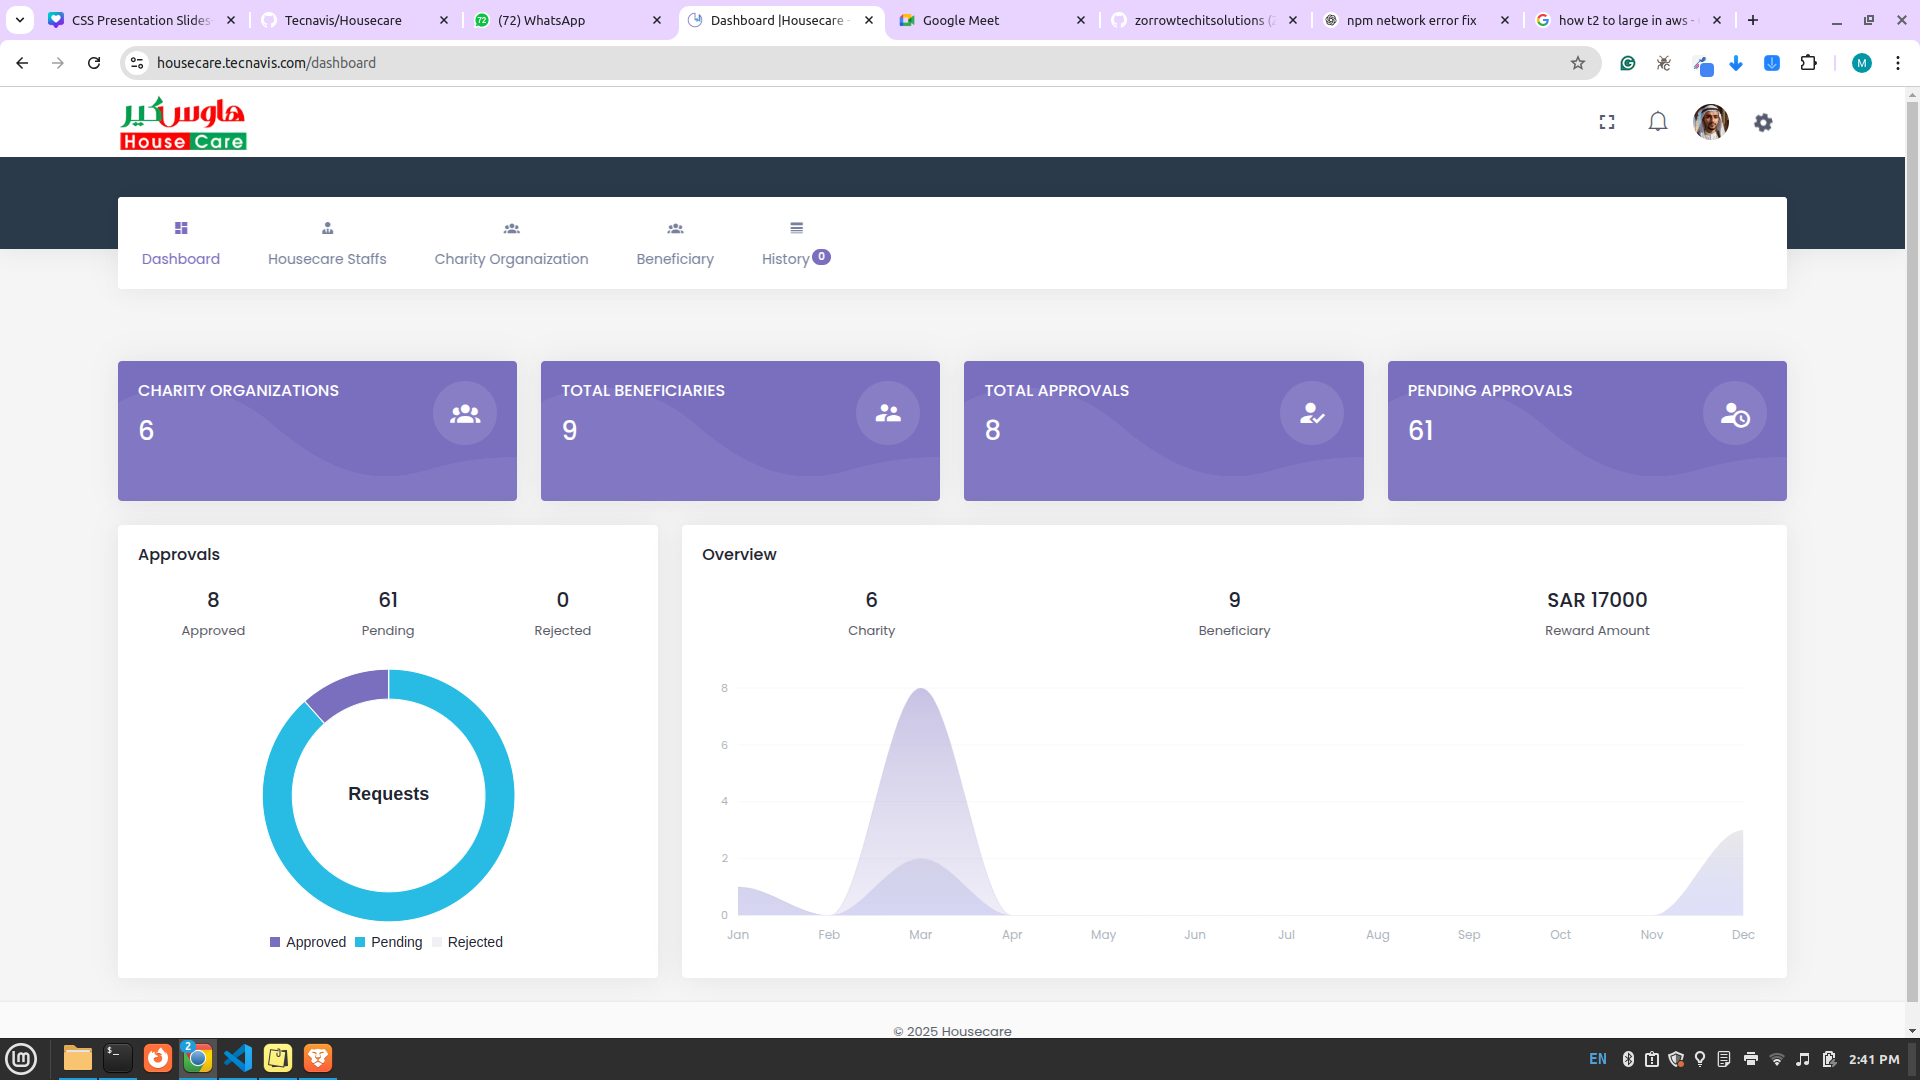 CSS Presentation Slides
Tecnavis/Housecare
(72) WhatsApp
Dashboard |Housecare -
Google Meet
zorrowtechitsolutions (2
npm network error fix
how t2 to large in aws -
housecare.tecnavis.com/dashboard
M
هاوس كير
House Care
Dashboard
Housecare Staffs
Charity Organaization
Beneficiary
History 0
CHARITY ORGANIZATIONS
6
TOTAL BENEFICIARIES
9
TOTAL APPROVALS
8
PENDING APPROVALS
61
Approvals
8
61
0
Approved
Pending
Rejected
Requests
Approved
Pending
Rejected
Overview
6
9
SAR 17000
Charity
Beneficiary
Reward Amount
8
6
4
2
0
Jan
Feb
Mar
Apr
May
Jun
Jul
Aug
Sep
Oct
Nov
Dec
© 2025 Housecare
2
EN
2:41 PM